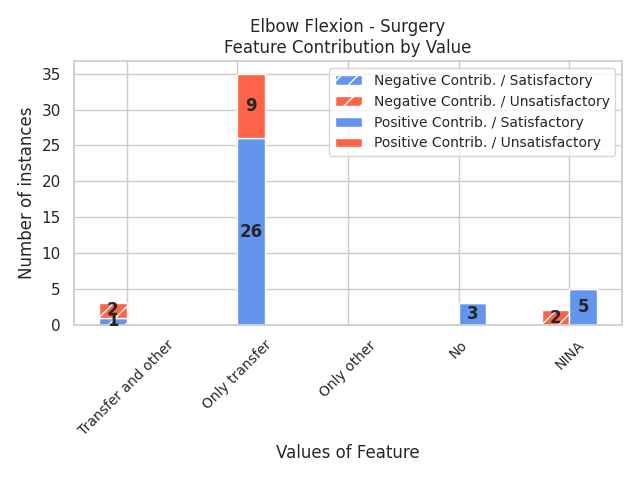 Elbow Flexion - Surgery
Feature Contribution by Value
Number of instances
35
30
25
20
15
10
5
0
Negative Contrib. / Satisfactory
Negative Contrib. / Unsatisfactory
Positive Contrib. / Satisfactory
Positive Contrib. / Unsatisfactory
2
1
9
26
3
2
5
Transfer and other
Only transfer
Only other
No
NINA
Values of Feature